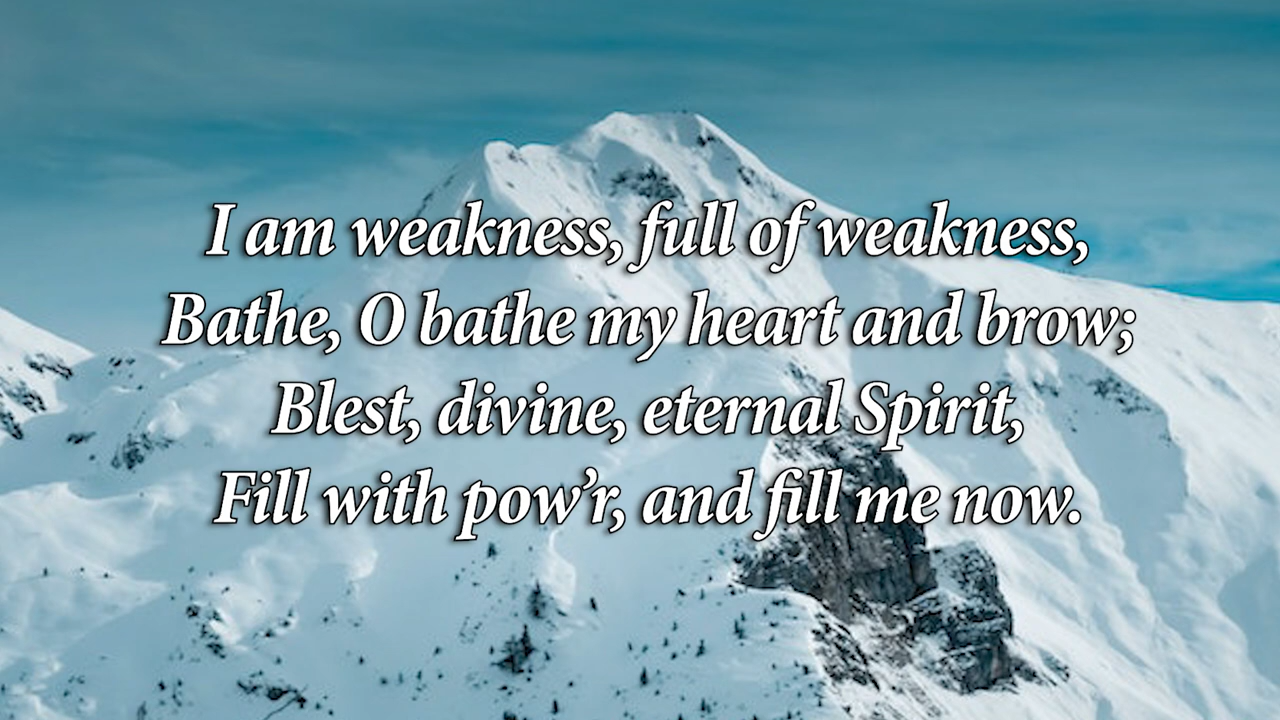 I am weakness, full of weakness,
Bathe, O bathe my heart and brow;
Blest, divine, eternal Spirit,
Fill with pow’r, and fill me now.